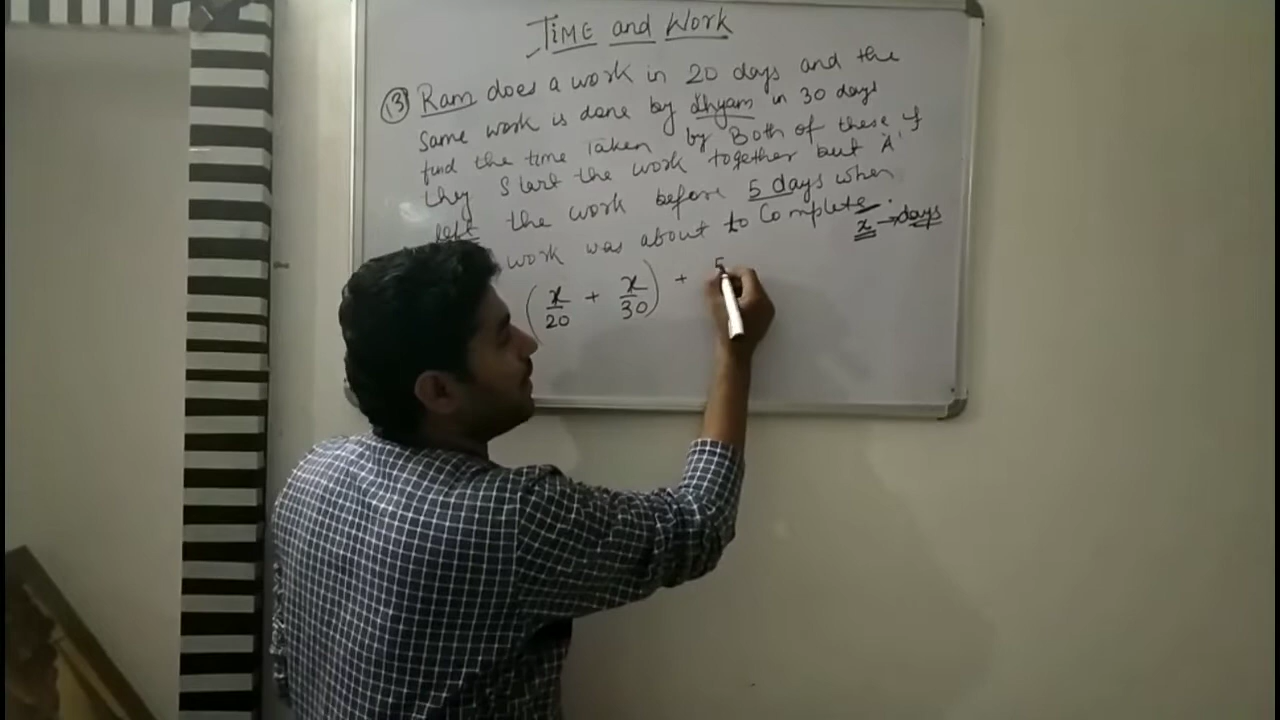 TIME and Work
(13) Ram does a work in 20 days and the
same work is done by Shyam in 30 days
find the time Taken by Both of these if
they Start the work together but 'A'
left the work before 5 days when
work was about to Complete.
x → days
(x/20 + x/30) + 5